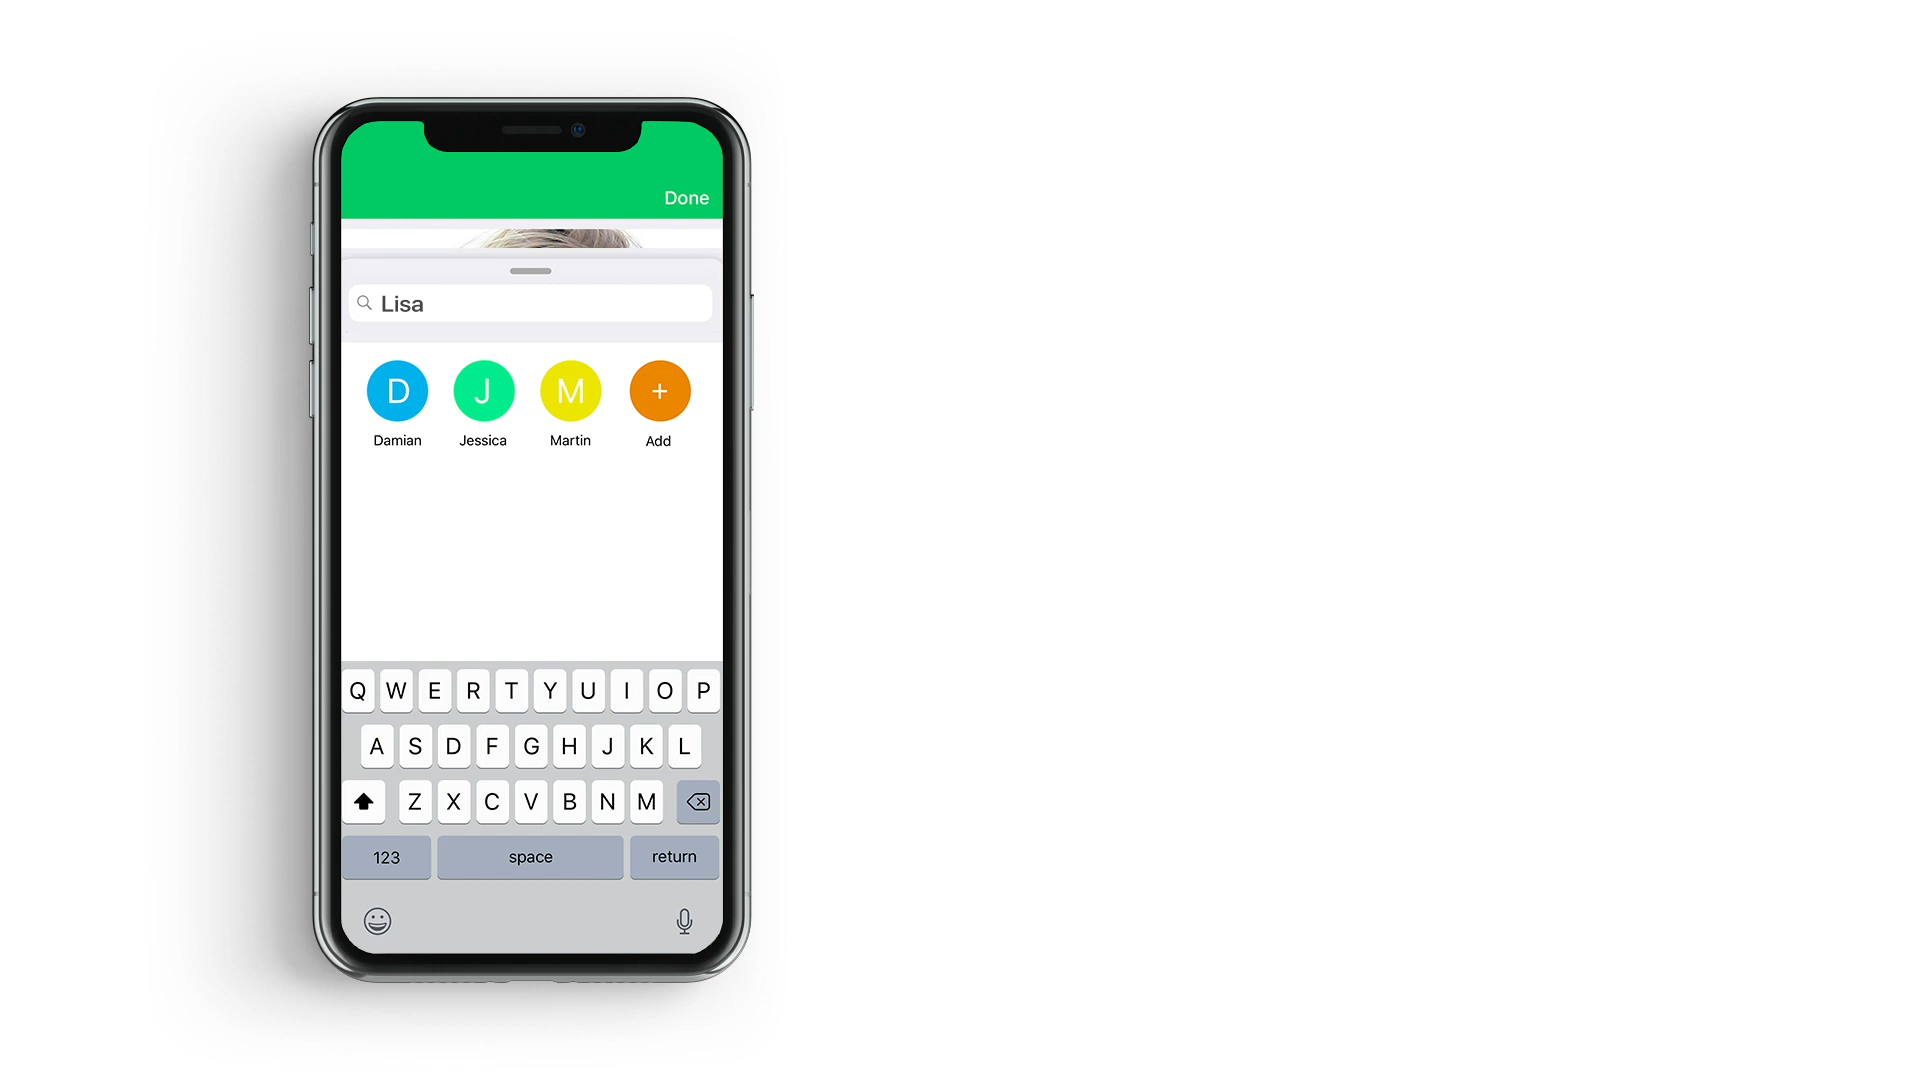 Done
Lisa
D J M +
Damian Jessica Martin Add
Q W E R T Y U I O P
A S D F G H J K L
Z X C V B N M
123 space return